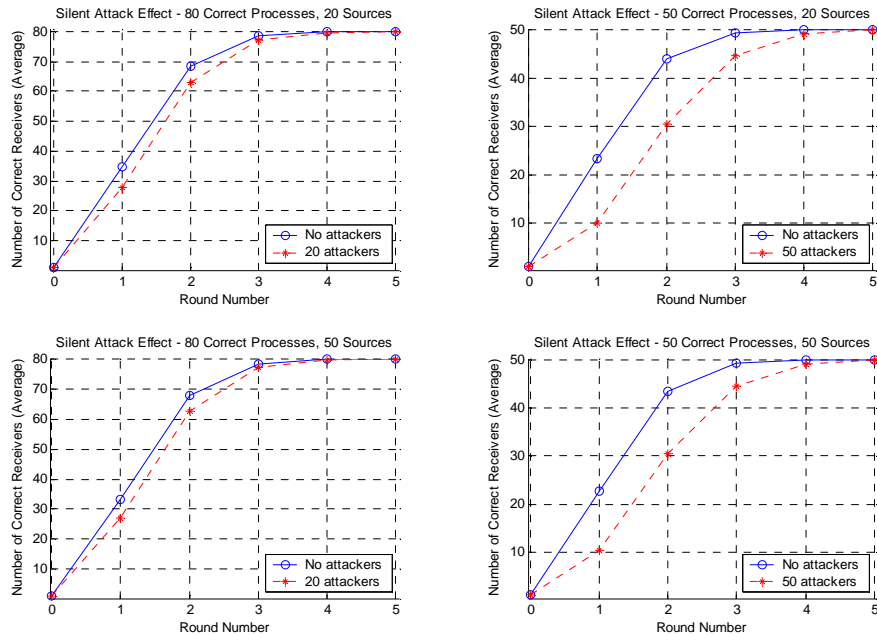 Silent Attack Effect - 80 Correct Processes, 20 Sources
Number of Correct Receivers (Average)
80
70
60
50
40
30
20
10
0 1 2 3 4 5
Round Number
No attackers
20 attackers
Silent Attack Effect - 50 Correct Processes, 20 Sources
Number of Correct Receivers (Average)
50
40
30
20
10
0 1 2 3 4 5
Round Number
No attackers
50 attackers
Silent Attack Effect - 80 Correct Processes, 50 Sources
Number of Correct Receivers (Average)
80
70
60
50
40
30
20
10
0 1 2 3 4 5
Round Number
No attackers
20 attackers
Silent Attack Effect - 50 Correct Processes, 50 Sources
Number of Correct Receivers (Average)
50
40
30
20
10
0 1 2 3 4 5
Round Number
No attackers
50 attackers